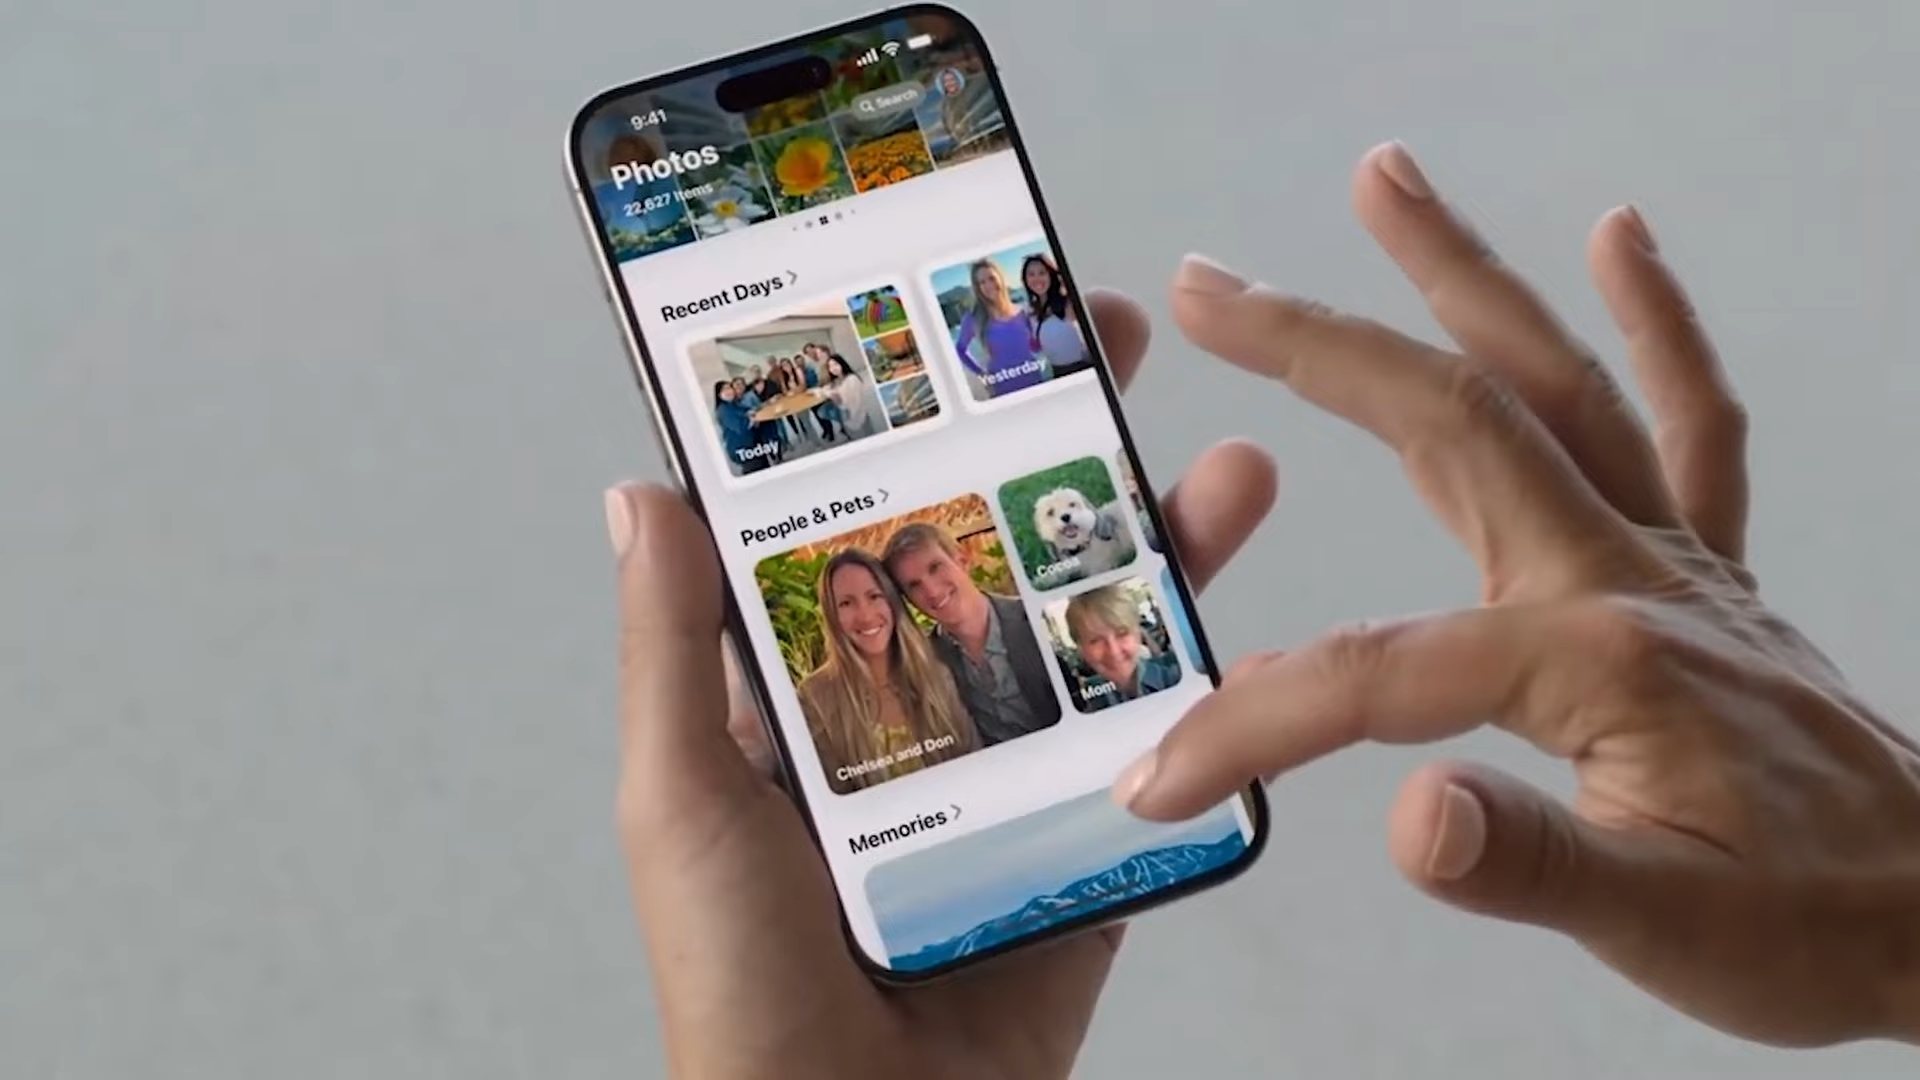 9:41
Search
Photos
22,627 Items
Recent Days
Today
Yesterday
People & Pets
Chelsea and Don
Cocoa
Mom
Memories